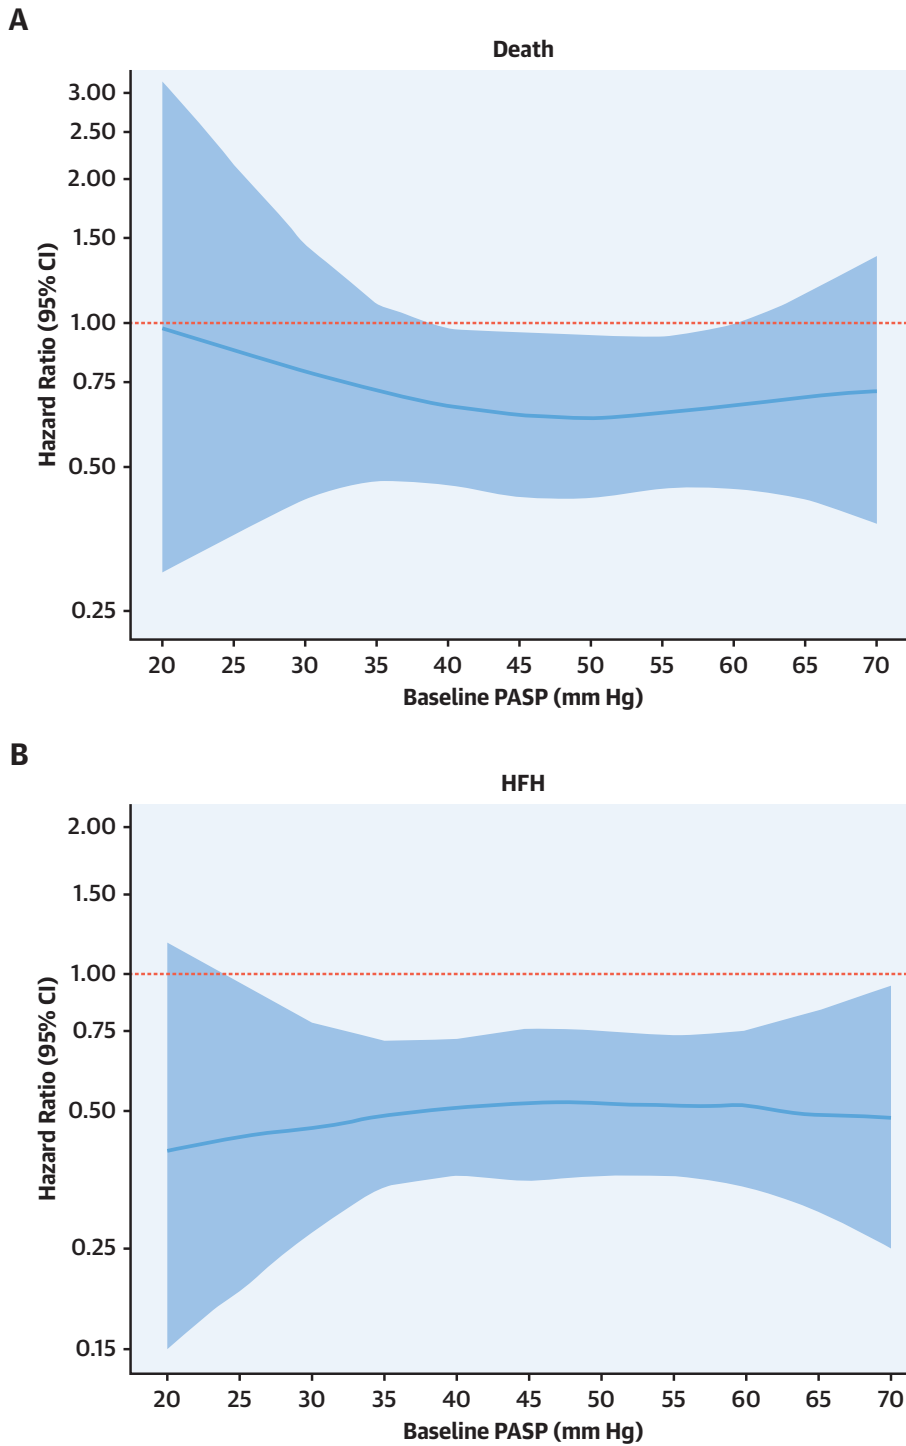 A
Death
Hazard Ratio (95% CI)
3.00
2.50
2.00
1.50
1.00
0.75
0.50
0.25
20 25 30 35 40 45 50 55 60 65 70
Baseline PASP (mm Hg)
B
HFH
Hazard Ratio (95% CI)
2.00
1.50
1.00
0.75
0.50
0.25
0.15
20 25 30 35 40 45 50 55 60 65 70
Baseline PASP (mm Hg)